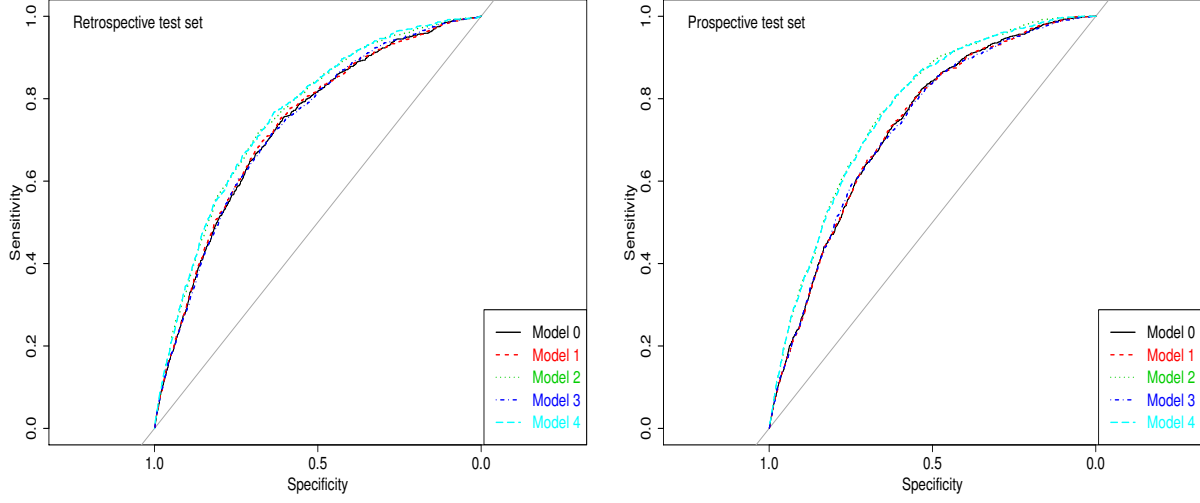 Retrospective test set
Sensitivity
1.0
0.8
0.6
0.4
0.2
0.0
1.0 0.5 0.0
Specificity
Model 0
Model 1
Model 2
Model 3
Model 4
Prospective test set
Sensitivity
1.0
0.8
0.6
0.4
0.2
0.0
1.0 0.5 0.0
Specificity
Model 0
Model 1
Model 2
Model 3
Model 4